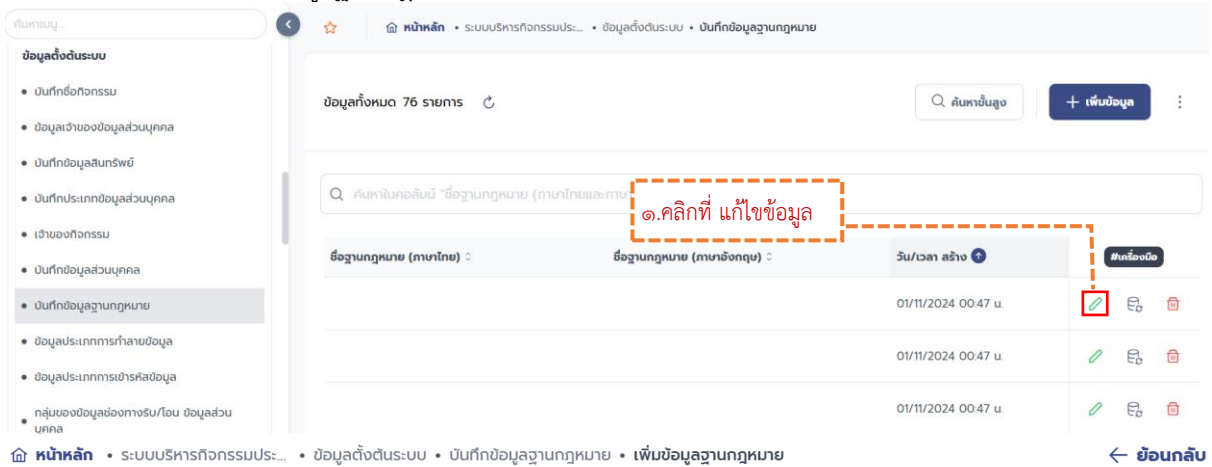 ค้นหาเมนู...
หน้าหลัก • ระบบบริหารกิจกรรมประ... • ข้อมูลตั้งต้นระบบ • บันทึกข้อมูลฐานกฎหมาย
ข้อมูลตั้งต้นระบบ
• บันทึกชื่อกิจกรรม
• ข้อมูลเจ้าของข้อมูลส่วนบุคคล
• บันทึกข้อมูลสินทรัพย์
• บันทึกประเภทข้อมูลส่วนบุคคล
• เจ้าของกิจกรรม
• บันทึกข้อมูลส่วนบุคคล
• บันทึกข้อมูลฐานกฎหมาย
• ข้อมูลประเภทการทำลายข้อมูล
• ข้อมูลประเภทการเข้ารหัสข้อมูล
• กลุ่มของข้อมูลช่องทางรับ/โอน ข้อมูลส่วน
บุคคล
ข้อมูลทั้งหมด 76 รายการ
ค้นหาขั้นสูง
+ เพิ่มข้อมูล
ค้นหาในคอลัมน์ "ชื่อฐานกฎหมาย (ภาษาไทยและภาษา
๑.คลิกที่ แก้ไขข้อมูล
ชื่อฐานกฎหมาย (ภาษาไทย) ชื่อฐานกฎหมาย (ภาษาอังกฤษ) วัน/เวลา สร้าง #เครื่องมือ
01/11/2024 00:47 น.
01/11/2024 00:47 น.
01/11/2024 00:47 น.
หน้าหลัก • ระบบบริหารกิจกรรมประ... • ข้อมูลตั้งต้นระบบ • บันทึกข้อมูลฐานกฎหมาย • เพิ่มข้อมูลฐานกฎหมาย ← ย้อนกลับ